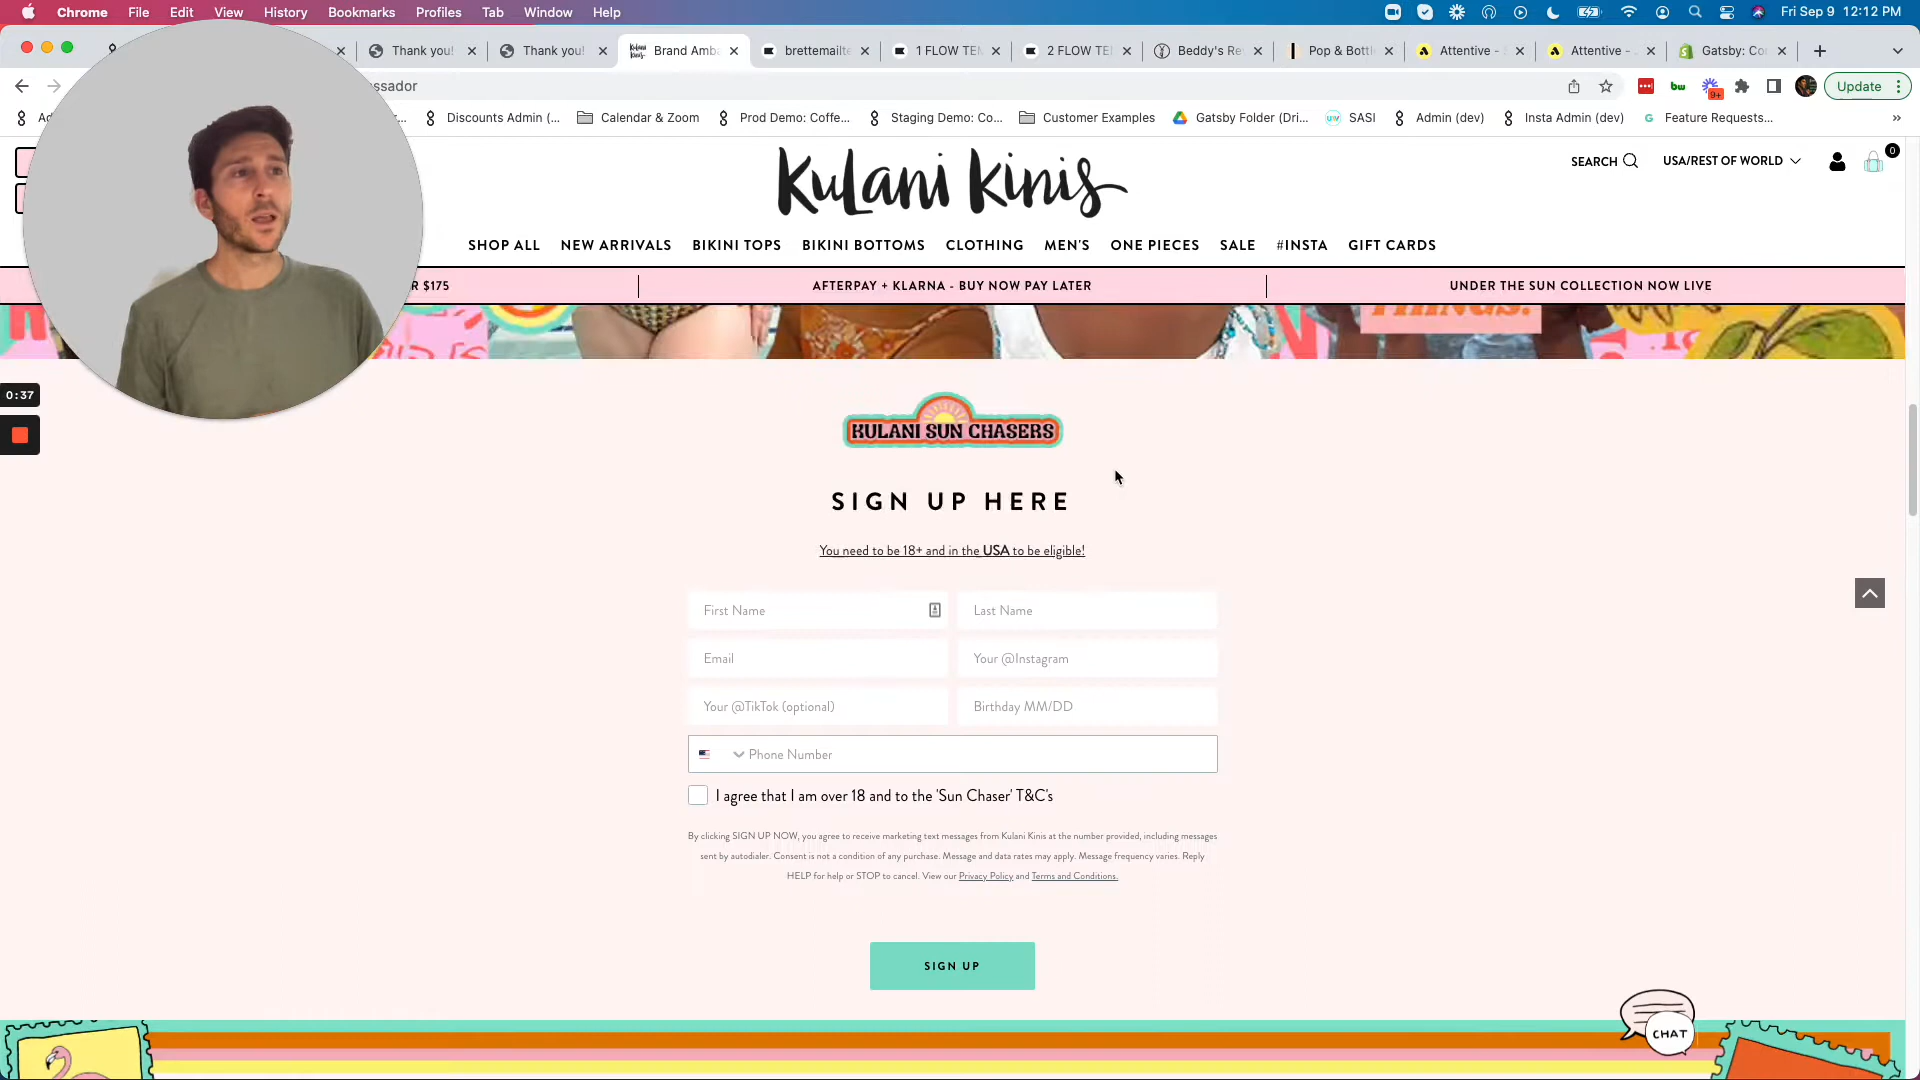 Chrome File Edit View History Bookmarks Profiles Tab Window Help Fri Sep 9 12:12 PM
Thank you! Thank you! Brand Amba brettemailte 1 FLOW TEM 2 FLOW TE Beddy's Re Pop & Bottl Attentive - Attentive - Gatsby: Co
ssador 9+ Update
Discounts Admin (... Calendar & Zoom Prod Demo: Coffe... Staging Demo: Co... Customer Examples Gatsby Folder (Dri... SASI Admin (dev) Insta Admin (dev) Feature Requests... »
Kulani Kinis
SEARCH USA/REST OF WORLD 0
SHOP ALL NEW ARRIVALS BIKINI TOPS BIKINI BOTTOMS CLOTHING MEN'S ONE PIECES SALE #INSTA GIFT CARDS
R $175 AFTERPAY + KLARNA - BUY NOW PAY LATER UNDER THE SUN COLLECTION NOW LIVE
THINGS!
0:37
KULANI SUN CHASERS
SIGN UP HERE
You need to be 18+ and in the USA to be eligible!
First Name Last Name
Email Your @Instagram
Your @TikTok (optional) Birthday MM/DD
Phone Number
I agree that I am over 18 and to the 'Sun Chaser' T&C's
By clicking SIGN UP NOW, you agree to receive marketing text messages from Kulani Kinis at the number provided, including messages
sent by autodialer. Consent is not a condition of any purchase. Message and data rates may apply. Message frequency varies. Reply
HELP for help or STOP to cancel. View our Privacy Policy and Terms and Conditions.
SIGN UP
CHAT